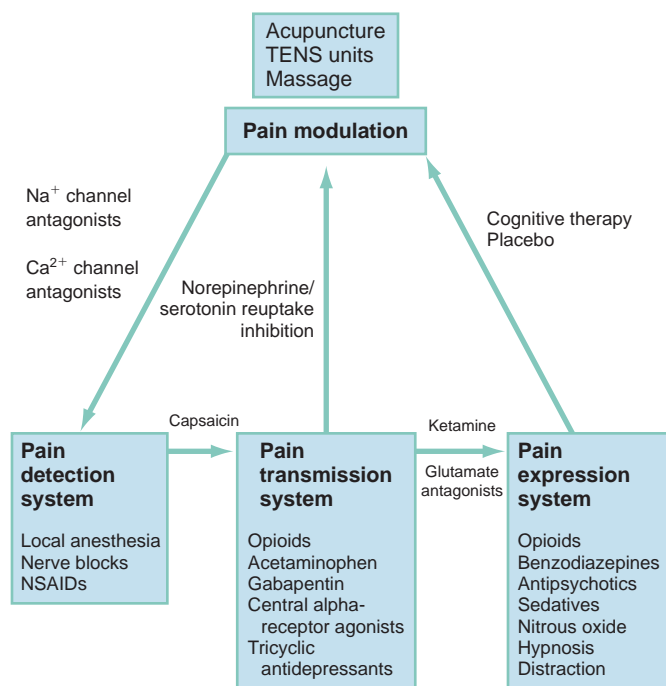 Acupuncture
TENS units
Massage
Pain modulation
Na⁺ channel
antagonists
Ca²⁺ channel
antagonists
Norepinephrine/
serotonin reuptake
inhibition
Cognitive therapy
Placebo
Capsaicin
Ketamine
Glutamate
antagonists
Pain
detection
system
Local anesthesia
Nerve blocks
NSAIDs
Pain
transmission
system
Opioids
Acetaminophen
Gabapentin
Central alpha-
receptor agonists
Tricyclic
antidepressants
Pain
expression
system
Opioids
Benzodiazepines
Antipsychotics
Sedatives
Nitrous oxide
Hypnosis
Distraction